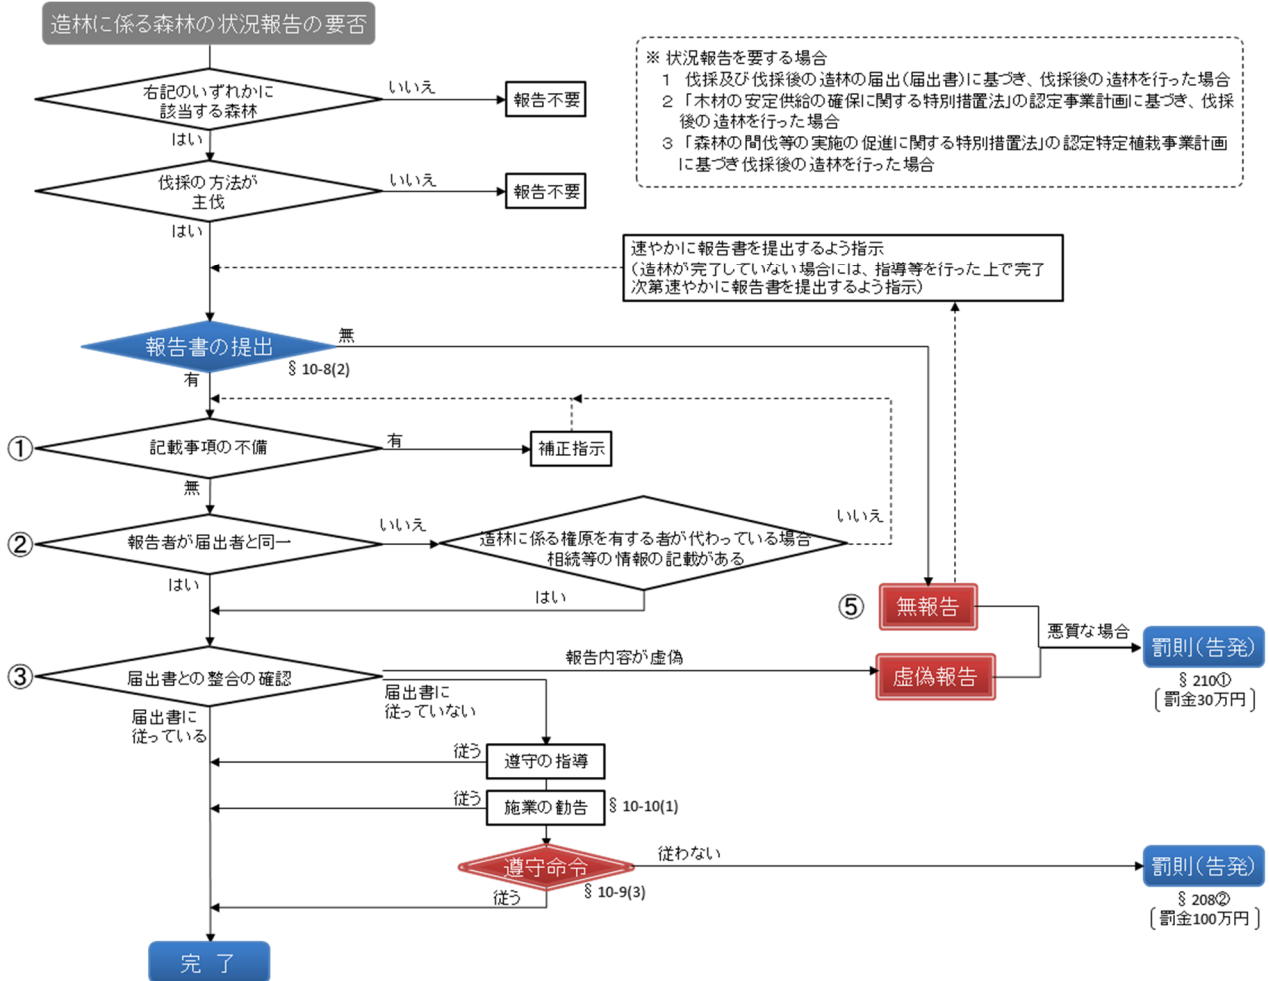 造林に係る森林の状況報告の要否
※ 状況報告を要する場合
1 伐採及び伐採後の造林の届出(届出書)に基づき、伐採後の造林を行った場合
2 「木材の安定供給の確保に関する特別措置法」の認定事業計画に基づき、伐採
後の造林を行った場合
3 「森林の間伐等の実施の促進に関する特別措置法」の認定特定植栽事業計画
に基づき伐採後の造林を行った場合
右記のいずれかに
該当する森林
いいえ
報告不要
はい
伐採の方法が
主伐
いいえ
報告不要
はい
速やかに報告書を提出するよう指示
(造林が完了していない場合には、指導等を行った上で完了
次第速やかに報告書を提出するよう指示)
報告書の提出
無
§ 10-8(2)
有
①
記載事項の不備
有
補正指示
無
②
報告者が届出者と同一
いいえ
造林に係る権原を有する者が代わっている場合
相続等の情報の記載がある
いいえ
はい
はい
⑤
無報告
悪質な場合
罰則(告発)
§ 210①
〔罰金30万円〕
③
届出書との整合の確認
報告内容が虚偽
虚偽報告
届出書に
従っていない
届出書に
従っている
従う
遵守の指導
従う
施業の勧告
§ 10-10(1)
遵守命令
従わない
§ 10-9(3)
従う
罰則(告発)
§ 208②
〔罰金100万円〕
完 了